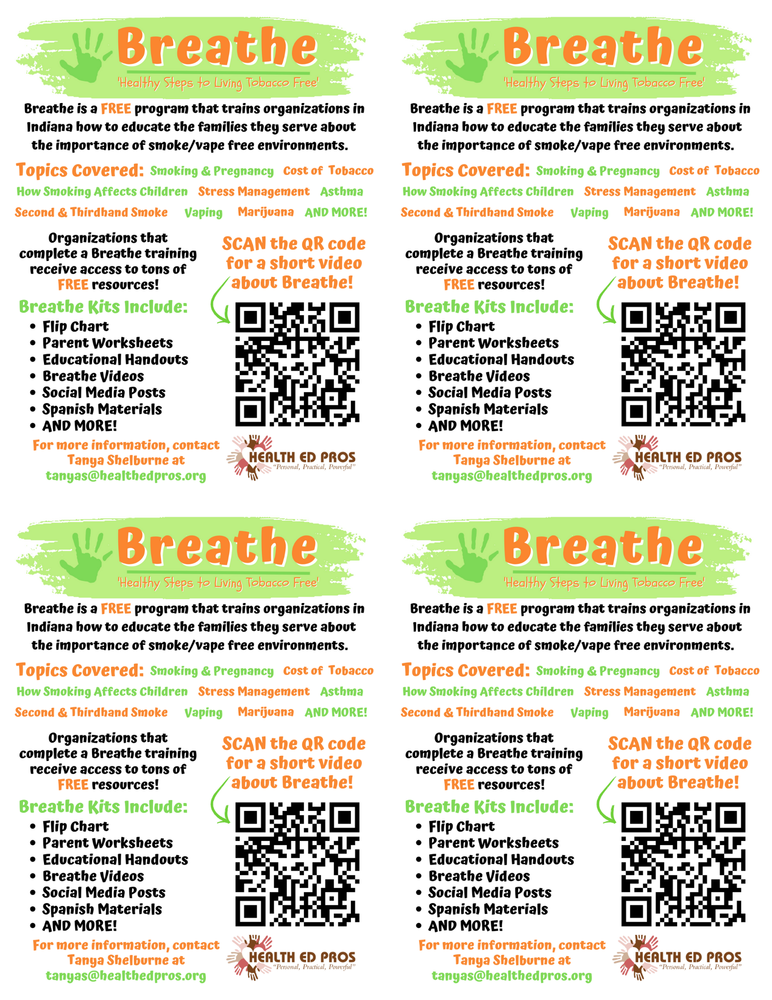 Breathe
'Healthy Steps to Living Tobacco Free'
Breathe is a FREE program that trains organizations in
Indiana how to educate the families they serve about
the importance of smoke/vape free environments.
Topics Covered: Smoking & Pregnancy Cost of Tobacco
How Smoking Affects Children Stress Management Asthma
Second & Thirdhand Smoke Vaping Marijuana AND MORE!
Organizations that
complete a Breathe training
receive access to tons of
FREE resources!
Breathe Kits Include:
• Flip Chart
• Parent Worksheets
• Educational Handouts
• Breathe Videos
• Social Media Posts
• Spanish Materials
• AND MORE!
For more information, contact
Tanya Shelburne at
tanyas@healthedpros.org
SCAN the QR code
for a short video
about Breathe!
HEALTH ED PROS
"Personal, Practical, Powerful"
Breathe
'Healthy Steps to Living Tobacco Free'
Breathe is a FREE program that trains organizations in
Indiana how to educate the families they serve about
the importance of smoke/vape free environments.
Topics Covered: Smoking & Pregnancy Cost of Tobacco
How Smoking Affects Children Stress Management Asthma
Second & Thirdhand Smoke Vaping Marijuana AND MORE!
Organizations that
complete a Breathe training
receive access to tons of
FREE resources!
Breathe Kits Include:
• Flip Chart
• Parent Worksheets
• Educational Handouts
• Breathe Videos
• Social Media Posts
• Spanish Materials
• AND MORE!
For more information, contact
Tanya Shelburne at
tanyas@healthedpros.org
SCAN the QR code
for a short video
about Breathe!
HEALTH ED PROS
"Personal, Practical, Powerful"
Breathe
'Healthy Steps to Living Tobacco Free'
Breathe is a FREE program that trains organizations in
Indiana how to educate the families they serve about
the importance of smoke/vape free environments.
Topics Covered: Smoking & Pregnancy Cost of Tobacco
How Smoking Affects Children Stress Management Asthma
Second & Thirdhand Smoke Vaping Marijuana AND MORE!
Organizations that
complete a Breathe training
receive access to tons of
FREE resources!
Breathe Kits Include:
• Flip Chart
• Parent Worksheets
• Educational Handouts
• Breathe Videos
• Social Media Posts
• Spanish Materials
• AND MORE!
For more information, contact
Tanya Shelburne at
tanyas@healthedpros.org
SCAN the QR code
for a short video
about Breathe!
HEALTH ED PROS
"Personal, Practical, Powerful"
Breathe
'Healthy Steps to Living Tobacco Free'
Breathe is a FREE program that trains organizations in
Indiana how to educate the families they serve about
the importance of smoke/vape free environments.
Topics Covered: Smoking & Pregnancy Cost of Tobacco
How Smoking Affects Children Stress Management Asthma
Second & Thirdhand Smoke Vaping Marijuana AND MORE!
Organizations that
complete a Breathe training
receive access to tons of
FREE resources!
Breathe Kits Include:
• Flip Chart
• Parent Worksheets
• Educational Handouts
• Breathe Videos
• Social Media Posts
• Spanish Materials
• AND MORE!
For more information, contact
Tanya Shelburne at
tanyas@healthedpros.org
SCAN the QR code
for a short video
about Breathe!
HEALTH ED PROS
"Personal, Practical, Powerful"